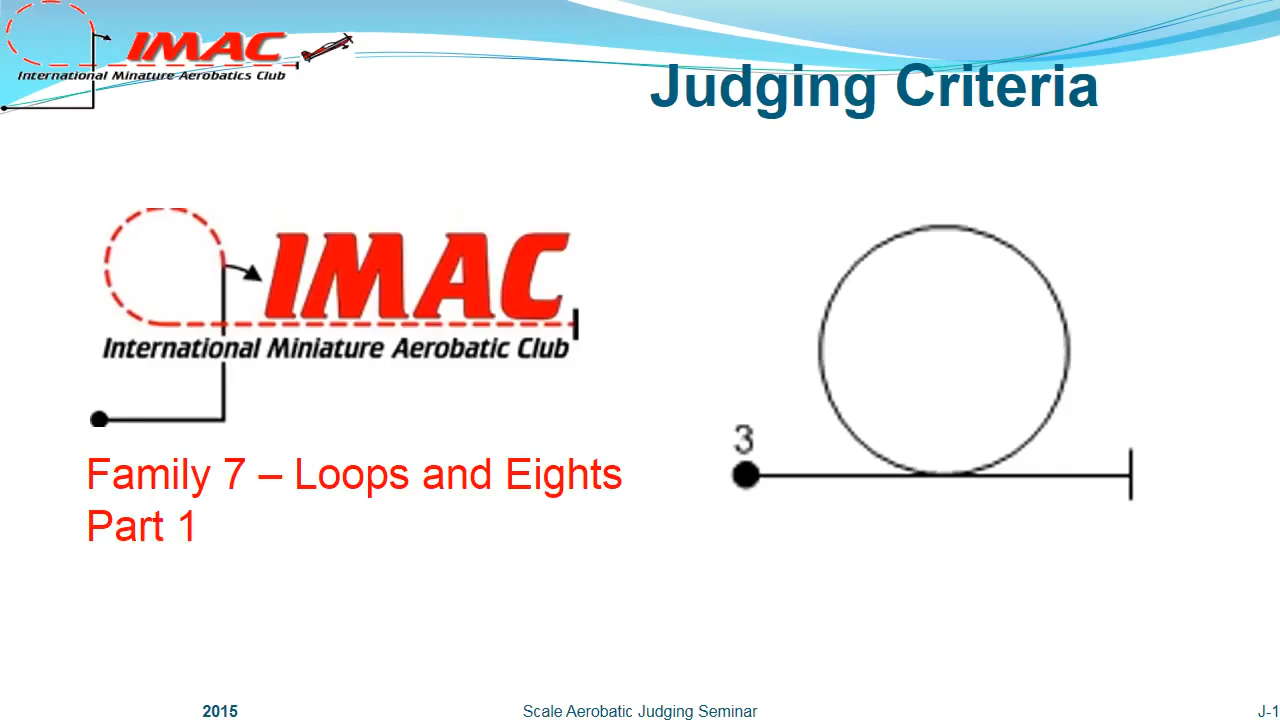 IMAC
International Minature Aerobatics Club
Judging Criteria
IMAC
International Miniature Aerobatic Club
Family 7 – Loops and Eights
Part 1
3
2015
Scale Aerobatic Judging Seminar
J-1